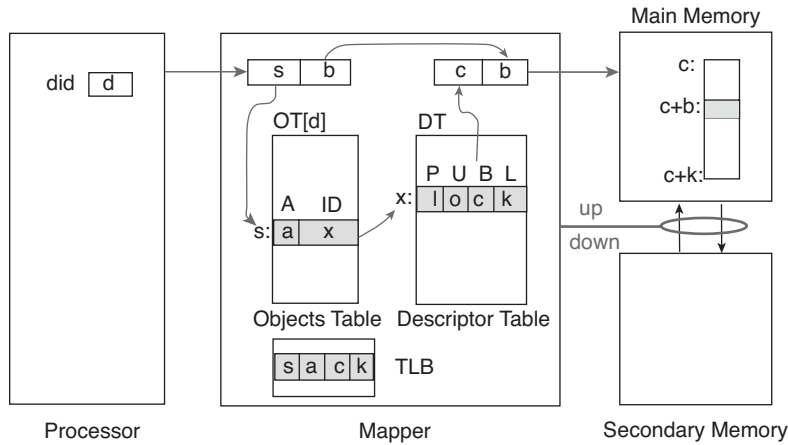 Main Memory
did d
s b
c b
c:
c+b:
c+k:
OT[d]
DT
P U B L
x: l o c k
A ID
s: a x
up
down
Objects Table
Descriptor Table
s a c k TLB
Processor
Mapper
Secondary Memory